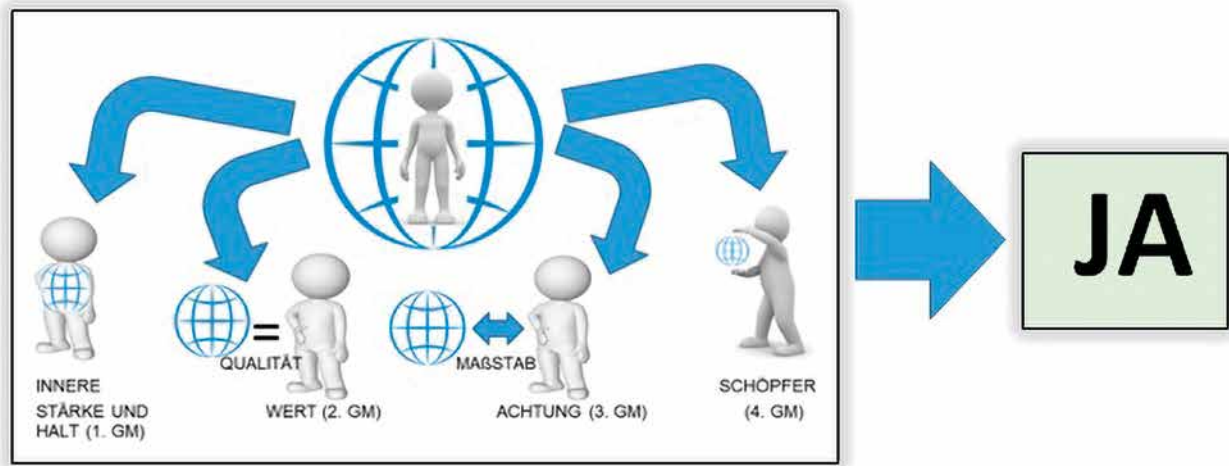 QUALITÄT
MAßSTAB
INNERE
STÄRKE UND
HALT (1. GM)
WERT (2. GM)
ACHTUNG (3. GM)
SCHÖPFER
(4. GM)
JA